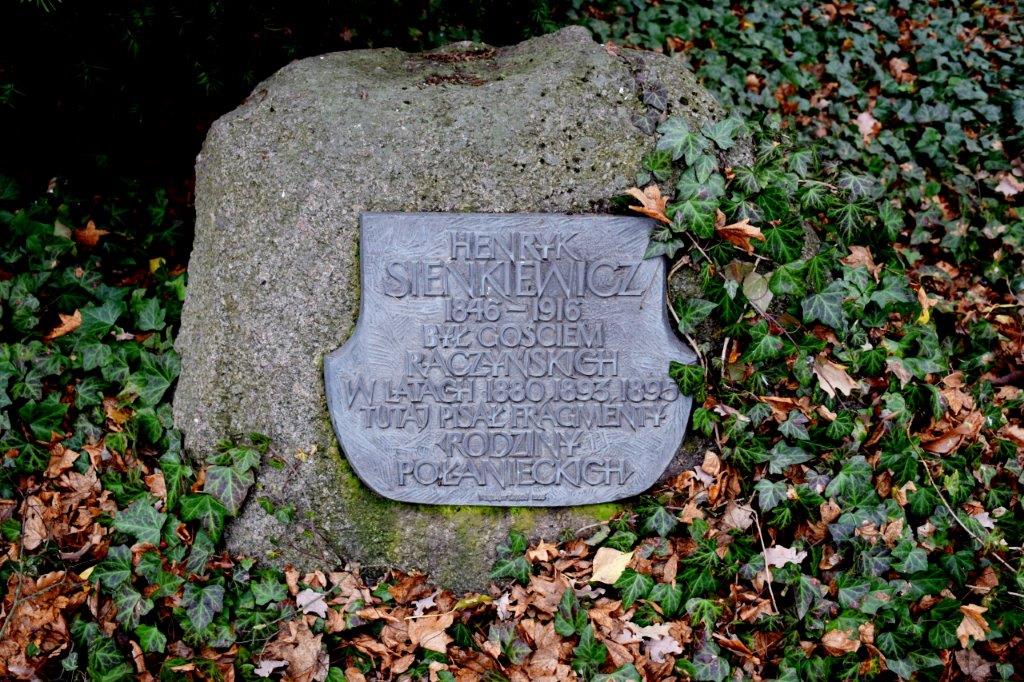 HENRYK
SIENKIEWICZ
1846 – 1916
BYŁ GOŚCIEM
RACZYŃSKICH
W LATACH 1880, 1893, 1895
TUTAJ PISAŁ FRAGMENTY
‹RODZINY
POŁANIECKICH›